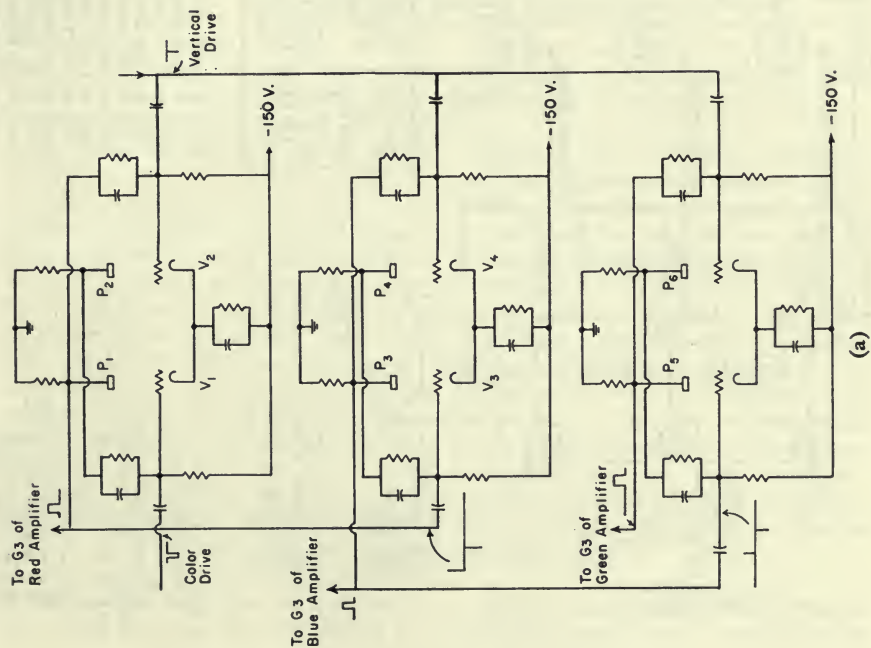 To G3 of
Red Amplifier
Color
Drive
P1
P2
V1
V2
Vertical
Drive
-150 V.
To G3 of
Blue Amplifier
P3
P4
V3
V4
-150 V.
To G3 of
Green Amplifier
P5
P6
-150 V.
(a)